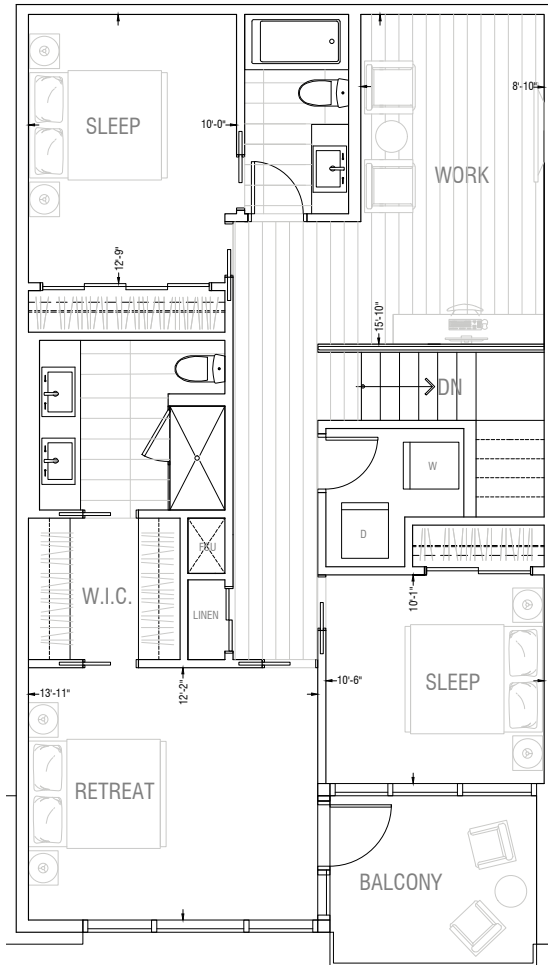 SLEEP
10'-0"
8'-10"
WORK
12'-9"
15'-10"
DN
W
D
FCU
W.I.C.
LINEN
10'-1"
SLEEP
10'-6"
13'-11"
12'-2"
RETREAT
BALCONY